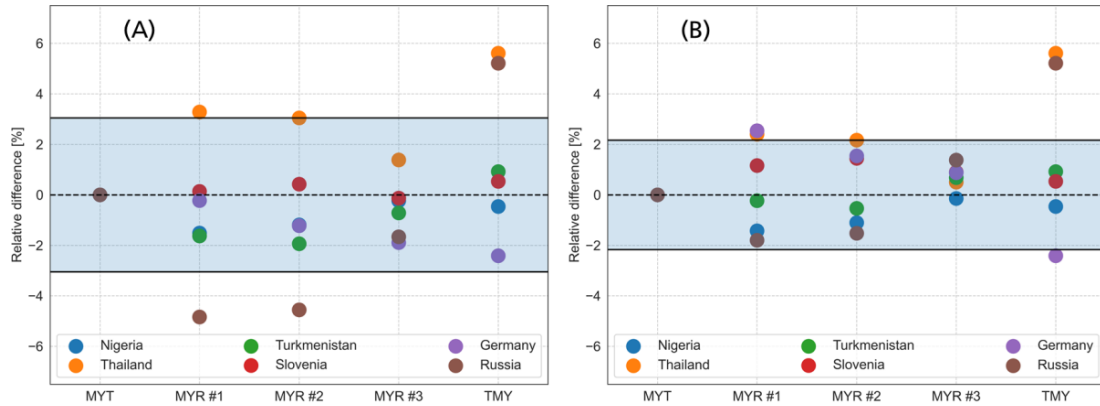 (A)
Relative difference [%]
6
4
2
0
−2
−4
−6
Nigeria
Thailand
Turkmenistan
Slovenia
Germany
Russia
MYT MYR #1 MYR #2 MYR #3 TMY
(B)
Relative difference [%]
6
4
2
0
−2
−4
−6
Nigeria
Thailand
Turkmenistan
Slovenia
Germany
Russia
MYT MYR #1 MYR #2 MYR #3 TMY